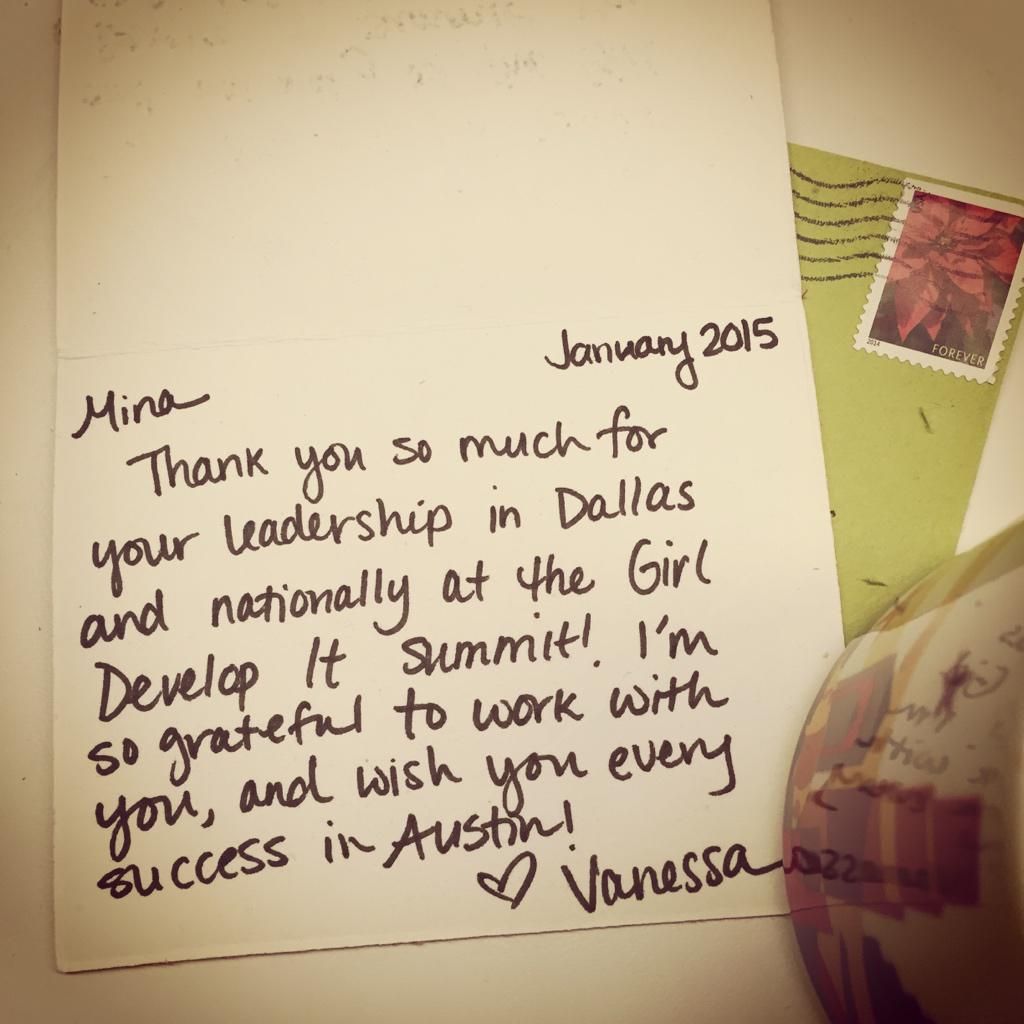 January 2015
Mina
Thank you so much for
your leadership in Dallas
and nationally at the Girl
Develop It Summit! I'm
so grateful to work with
you, and wish you every
success in Austin!
♡ Vanessa
2014
FOREVER